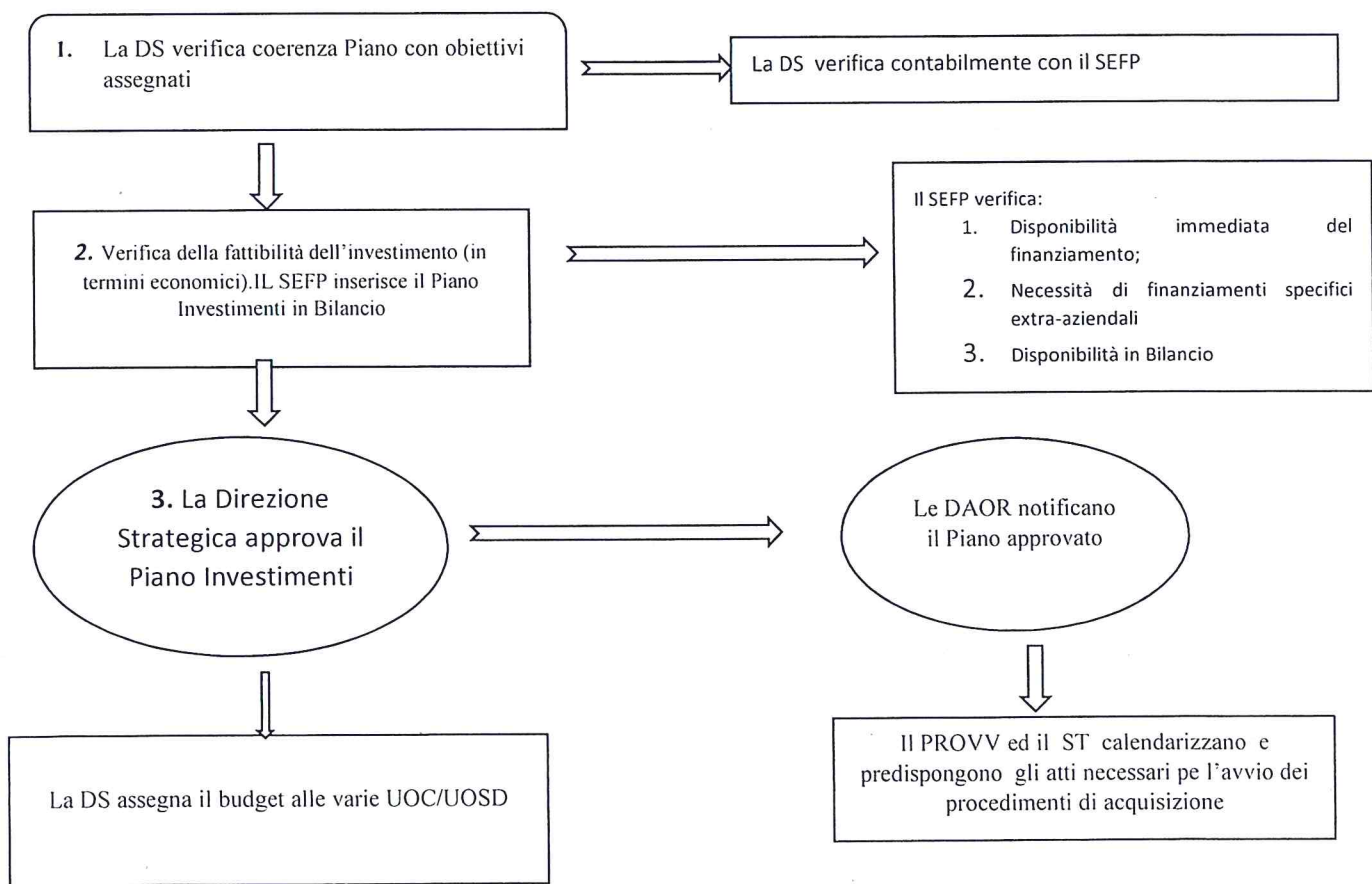 1. La DS verifica coerenza Piano con obiettivi
assegnati
La DS verifica contabilmente con il SEFP
2. Verifica della fattibilità dell'investimento (in
termini economici).IL SEFP inserisce il Piano
Investimenti in Bilancio
Il SEFP verifica:
1. Disponibilità immediata del
finanziamento;
2. Necessità di finanziamenti specifici
extra-aziendali
3. Disponibilità in Bilancio
3. La Direzione
Strategica approva il
Piano Investimenti
Le DAOR notificano
il Piano approvato
La DS assegna il budget alle varie UOC/UOSD
Il PROVV ed il ST calendarizzano e
predispongono gli atti necessari pe l'avvio dei
procedimenti di acquisizione